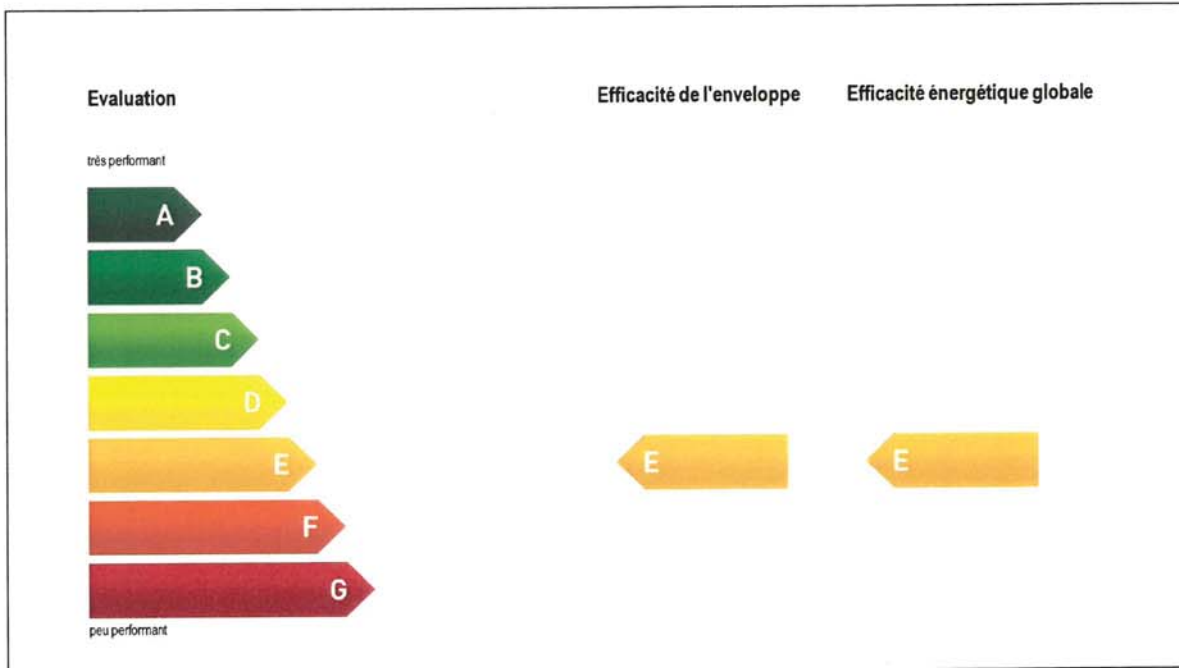 Evaluation
Efficacité de l'enveloppe
Efficacité énergétique globale
très performant
A
B
C
D
E
E
E
F
G
peu performant